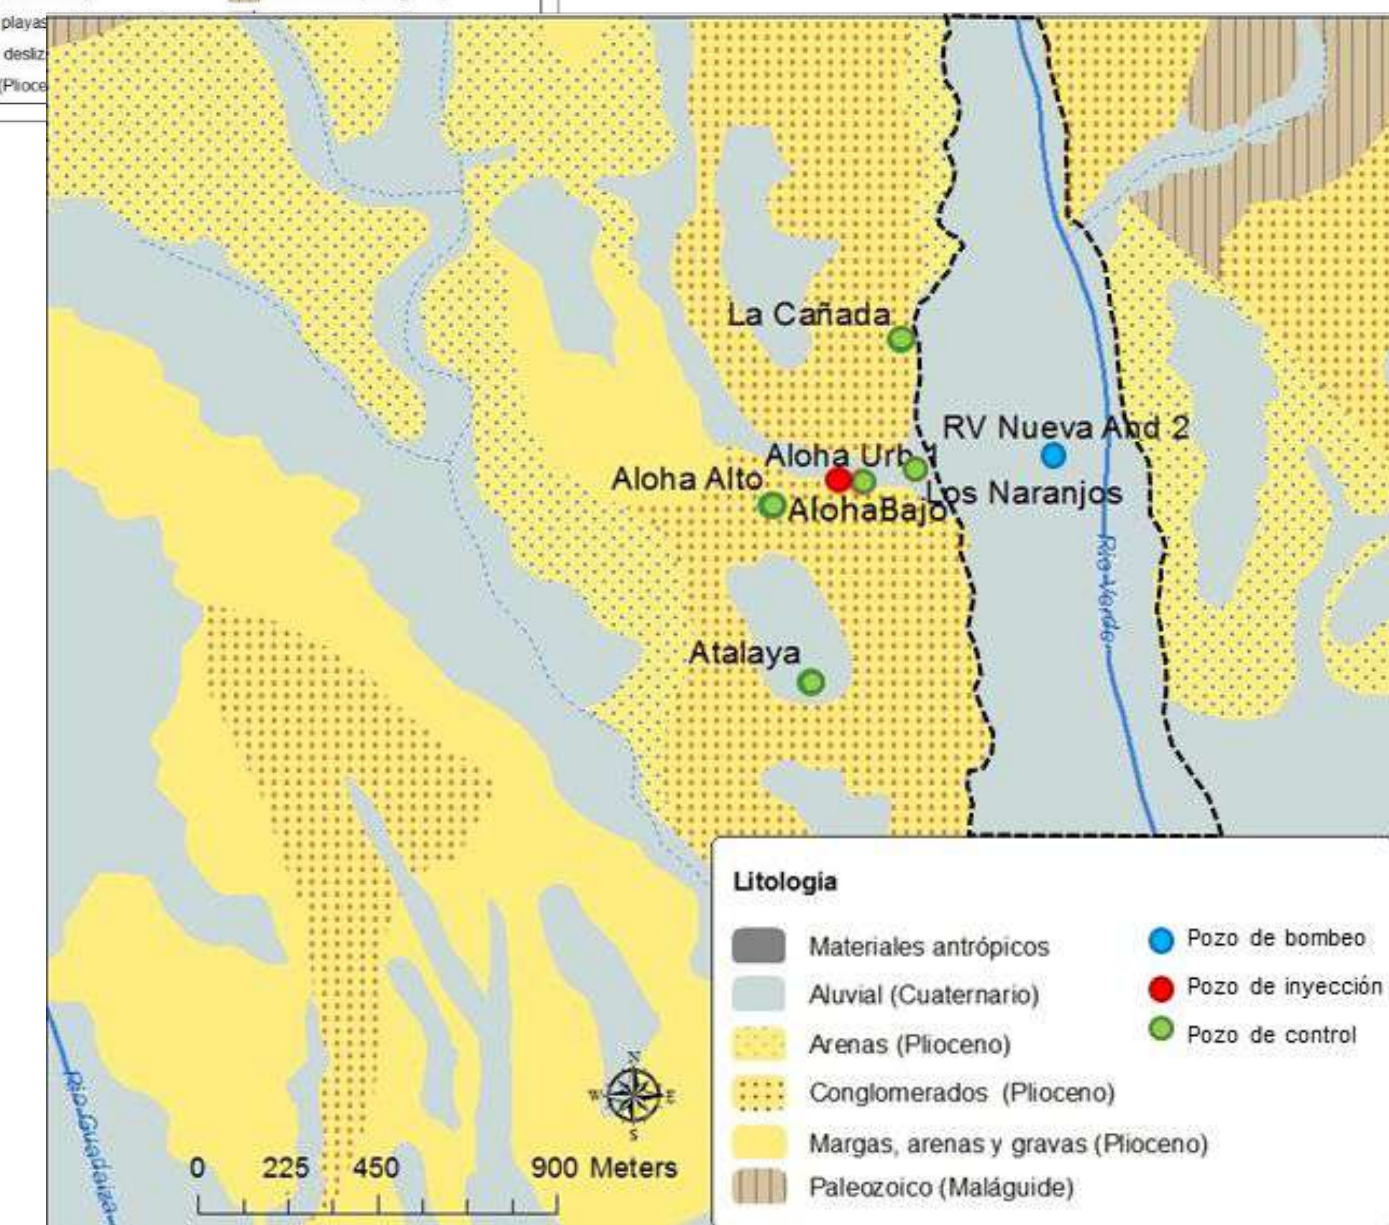 playas
desliz
(Plioce
La Cañada
RV Nueva And 2
Aloha Urb 1
Aloha Alto
Los Naranjos
AlohaBajo
Río Verde
Atalaya
Litologia
Materiales antrópicos
Aluvial (Cuaternario)
Arenas (Plioceno)
Conglomerados (Plioceno)
Margas, arenas y gravas (Plioceno)
Paleozoico (Maláguide)
Pozo de bombeo
Pozo de inyección
Pozo de control
Río Guadaiza
N
W E
S
0 225 450 900 Meters